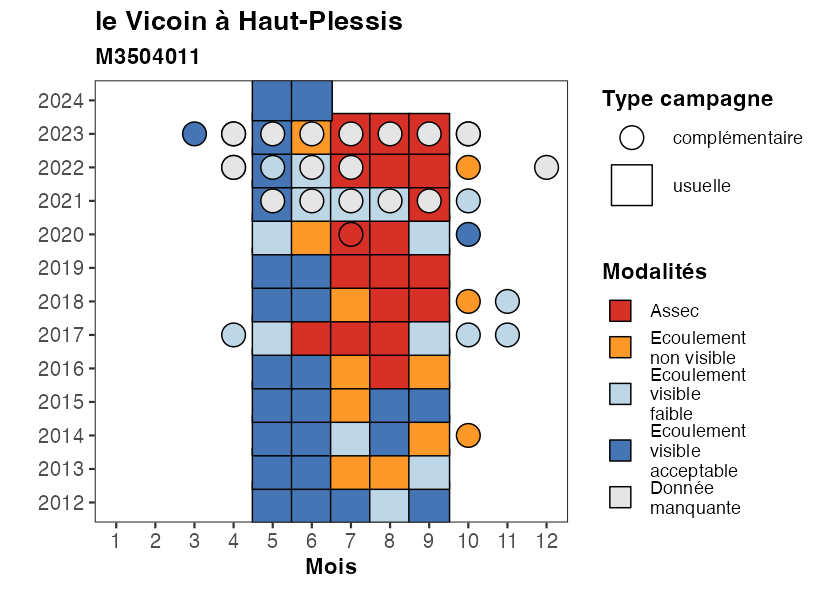 le Vicoin à Haut-Plessis
M3504011
2024
2023
2022
2021
2020
2019
2018
2017
2016
2015
2014
2013
2012
1 2 3 4 5 6 7 8 9 10 11 12
Mois
Type campagne
complémentaire
usuelle
Modalités
Assec
Ecoulement
non visible
Ecoulement
visible
faible
Ecoulement
visible
acceptable
Donnée
manquante